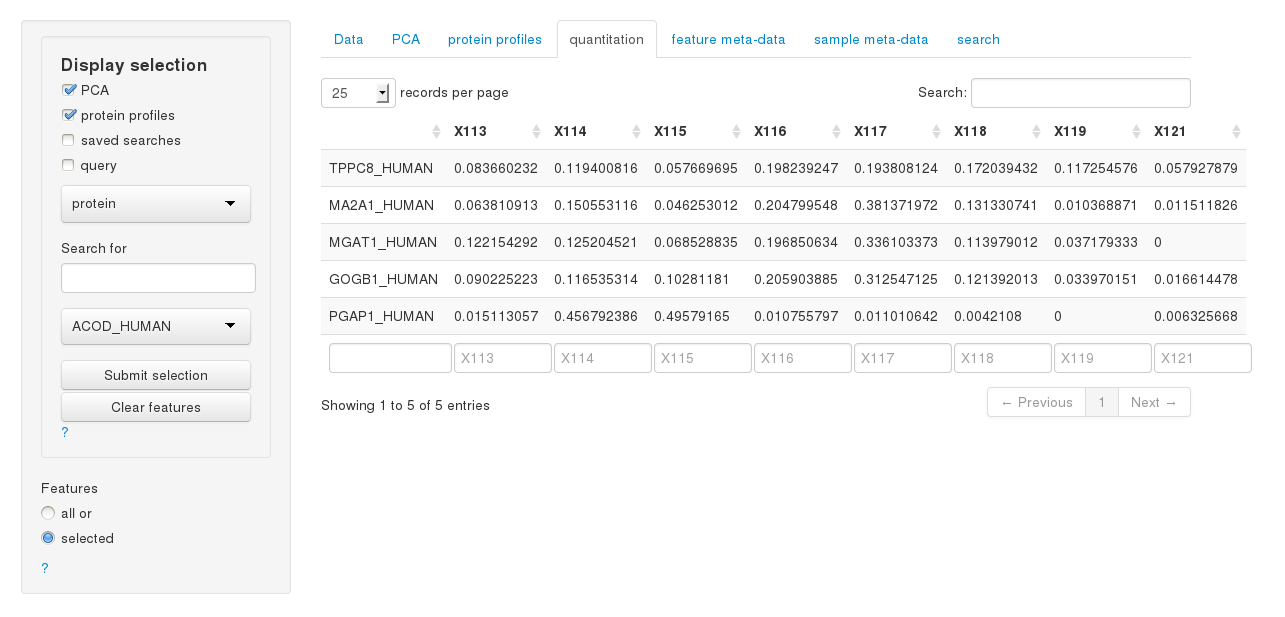 Display selection
PCA
protein profiles
saved searches
query
protein
Search for
ACOD_HUMAN
Submit selection
Clear features
?
Features
all or
selected
?
Data PCA protein profiles quantitation feature meta-data sample meta-data search
25 records per page Search:
X113 X114 X115 X116 X117 X118 X119 X121
TPPC8_HUMAN 0.083660232 0.119400816 0.057669695 0.198239247 0.193808124 0.172039432 0.117254576 0.057927879
MA2A1_HUMAN 0.063810913 0.150553116 0.046253012 0.204799548 0.381371972 0.131330741 0.010368871 0.011511826
MGAT1_HUMAN 0.122154292 0.125204521 0.068528835 0.196850634 0.336103373 0.113979012 0.037179333 0
GOGB1_HUMAN 0.090225223 0.116535314 0.10281181 0.205903885 0.312547125 0.121392013 0.033970151 0.016614478
PGAP1_HUMAN 0.015113057 0.456792386 0.49579165 0.010755797 0.011010642 0.0042108 0 0.006325668
X113 X114 X115 X116 X117 X118 X119 X121
Showing 1 to 5 of 5 entries ← Previous 1 Next →